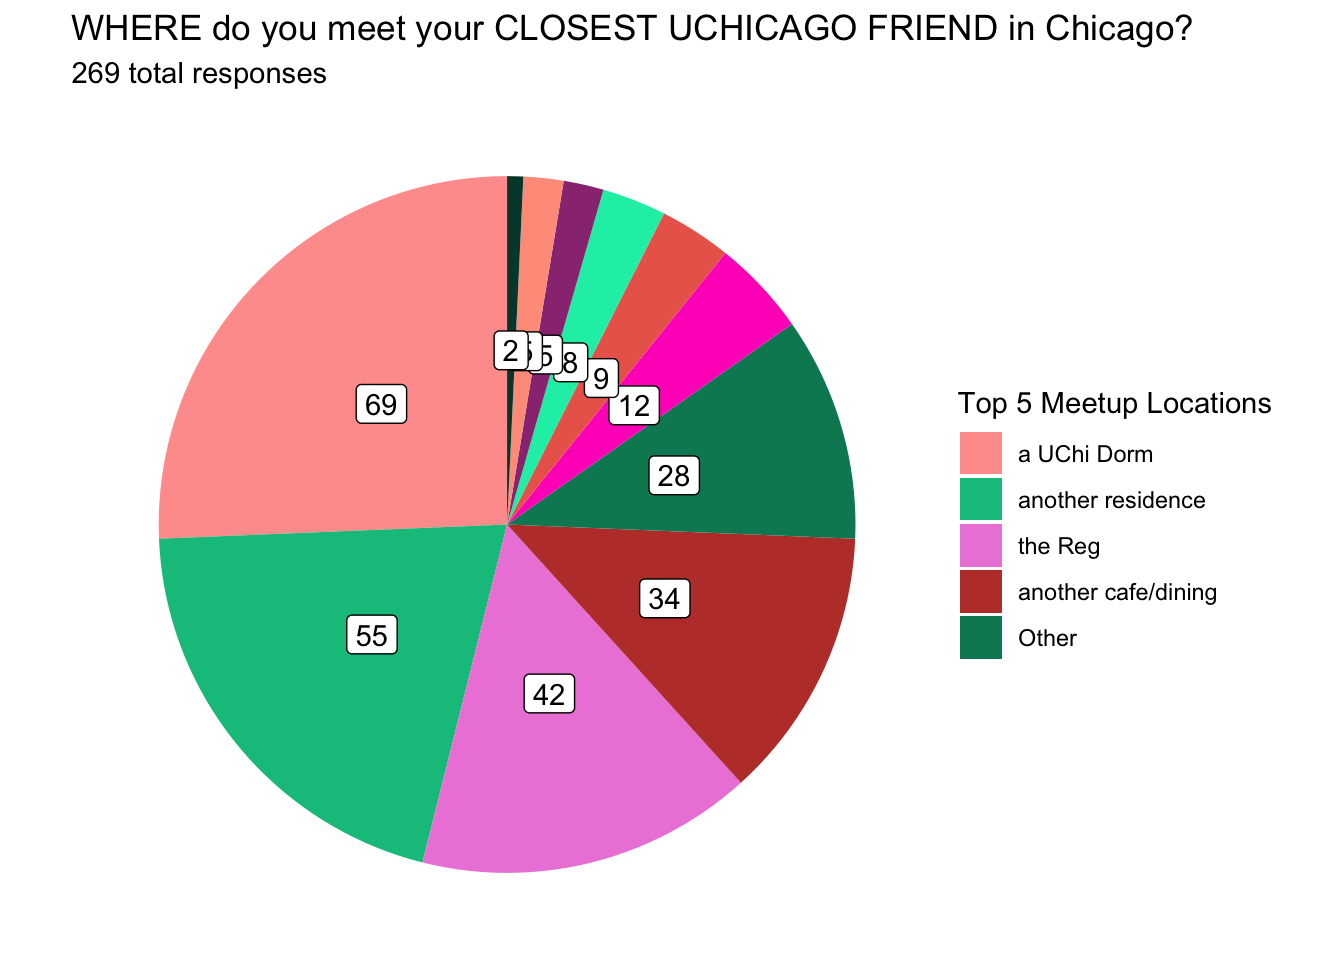 WHERE do you meet your CLOSEST UCHICAGO FRIEND in Chicago?
269 total responses
2
5
5
8
9
12
69
28
34
55
42
Top 5 Meetup Locations
a UChi Dorm
another residence
the Reg
another cafe/dining
Other